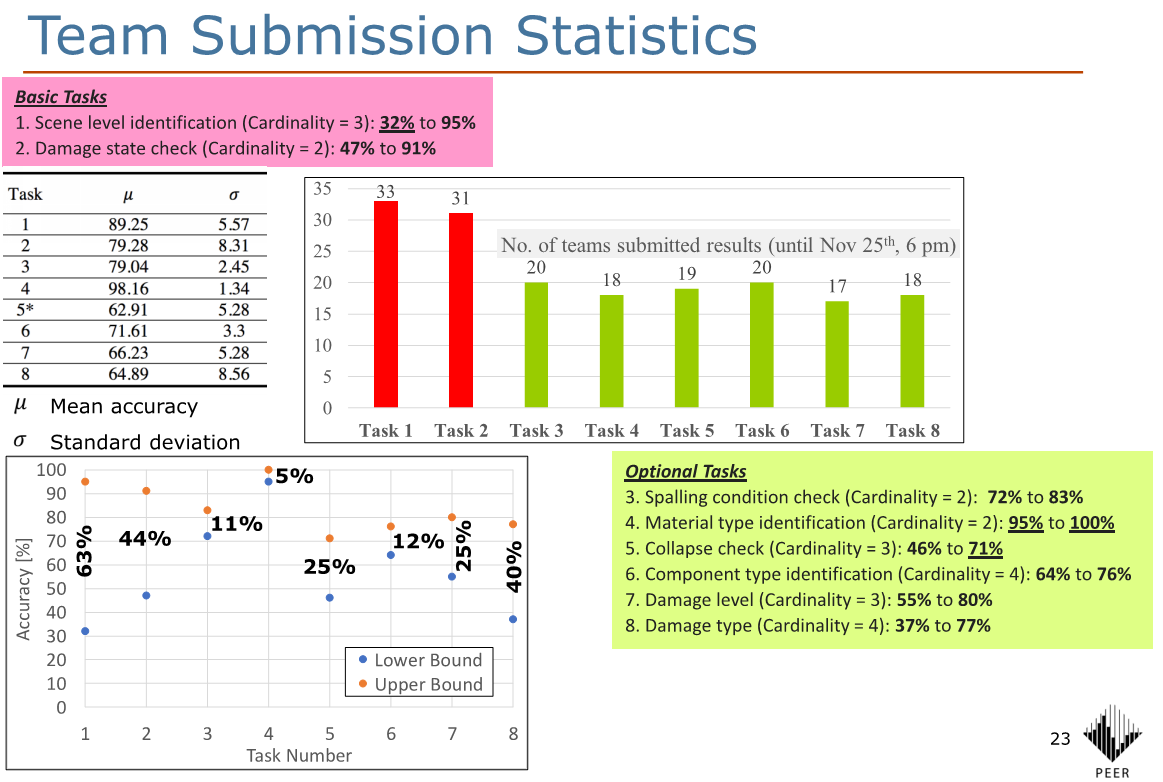 Team Submission Statistics
Basic Tasks
1. Scene level identification (Cardinality = 3): 32% to 95%
2. Damage state check (Cardinality = 2): 47% to 91%
Task μ σ
1 89.25 5.57
2 79.28 8.31
3 79.04 2.45
4 98.16 1.34
5* 62.91 5.28
6 71.61 3.3
7 66.23 5.28
8 64.89 8.56
μ Mean accuracy
σ Standard deviation
No. of teams submitted results (until Nov 25th, 6 pm)
35
30
25
20
15
10
5
0
33
31
20
18
19
20
17
18
Task 1 Task 2 Task 3 Task 4 Task 5 Task 6 Task 7 Task 8
Accuracy [%]
100
90
80
70
60
50
40
30
20
10
0
63%
44%
11%
5%
25%
12%
25%
40%
Lower Bound
Upper Bound
1 2 3 4 5 6 7 8
Task Number
Optional Tasks
3. Spalling condition check (Cardinality = 2): 72% to 83%
4. Material type identification (Cardinality = 2): 95% to 100%
5. Collapse check (Cardinality = 3): 46% to 71%
6. Component type identification (Cardinality = 4): 64% to 76%
7. Damage level (Cardinality = 3): 55% to 80%
8. Damage type (Cardinality = 4): 37% to 77%
23
PEER